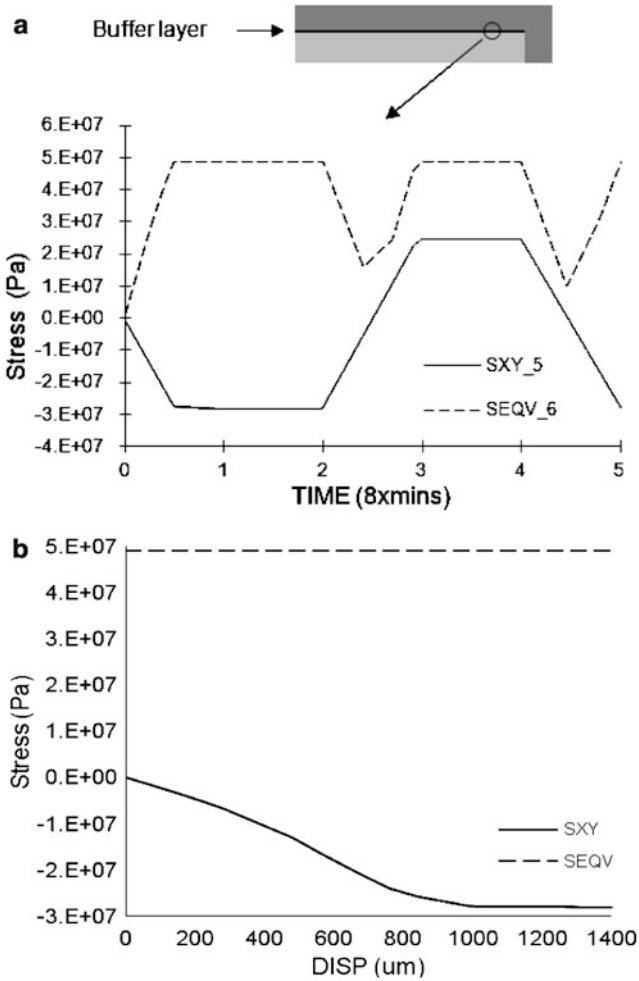 a
Buffer layer
6.E+07
5.E+07
4.E+07
3.E+07
2.E+07
1.E+07
0.E+00
-1.E+07
-2.E+07
-3.E+07
-4.E+07
Stress (Pa)
SXY_5
SEQV_6
0 1 2 3 4 5
TIME (8xmins)
b
5.E+07
4.E+07
3.E+07
2.E+07
1.E+07
0.E+00
-1.E+07
-2.E+07
-3.E+07
Stress (Pa)
SXY
SEQV
0 200 400 600 800 1000 1200 1400
DISP (um)